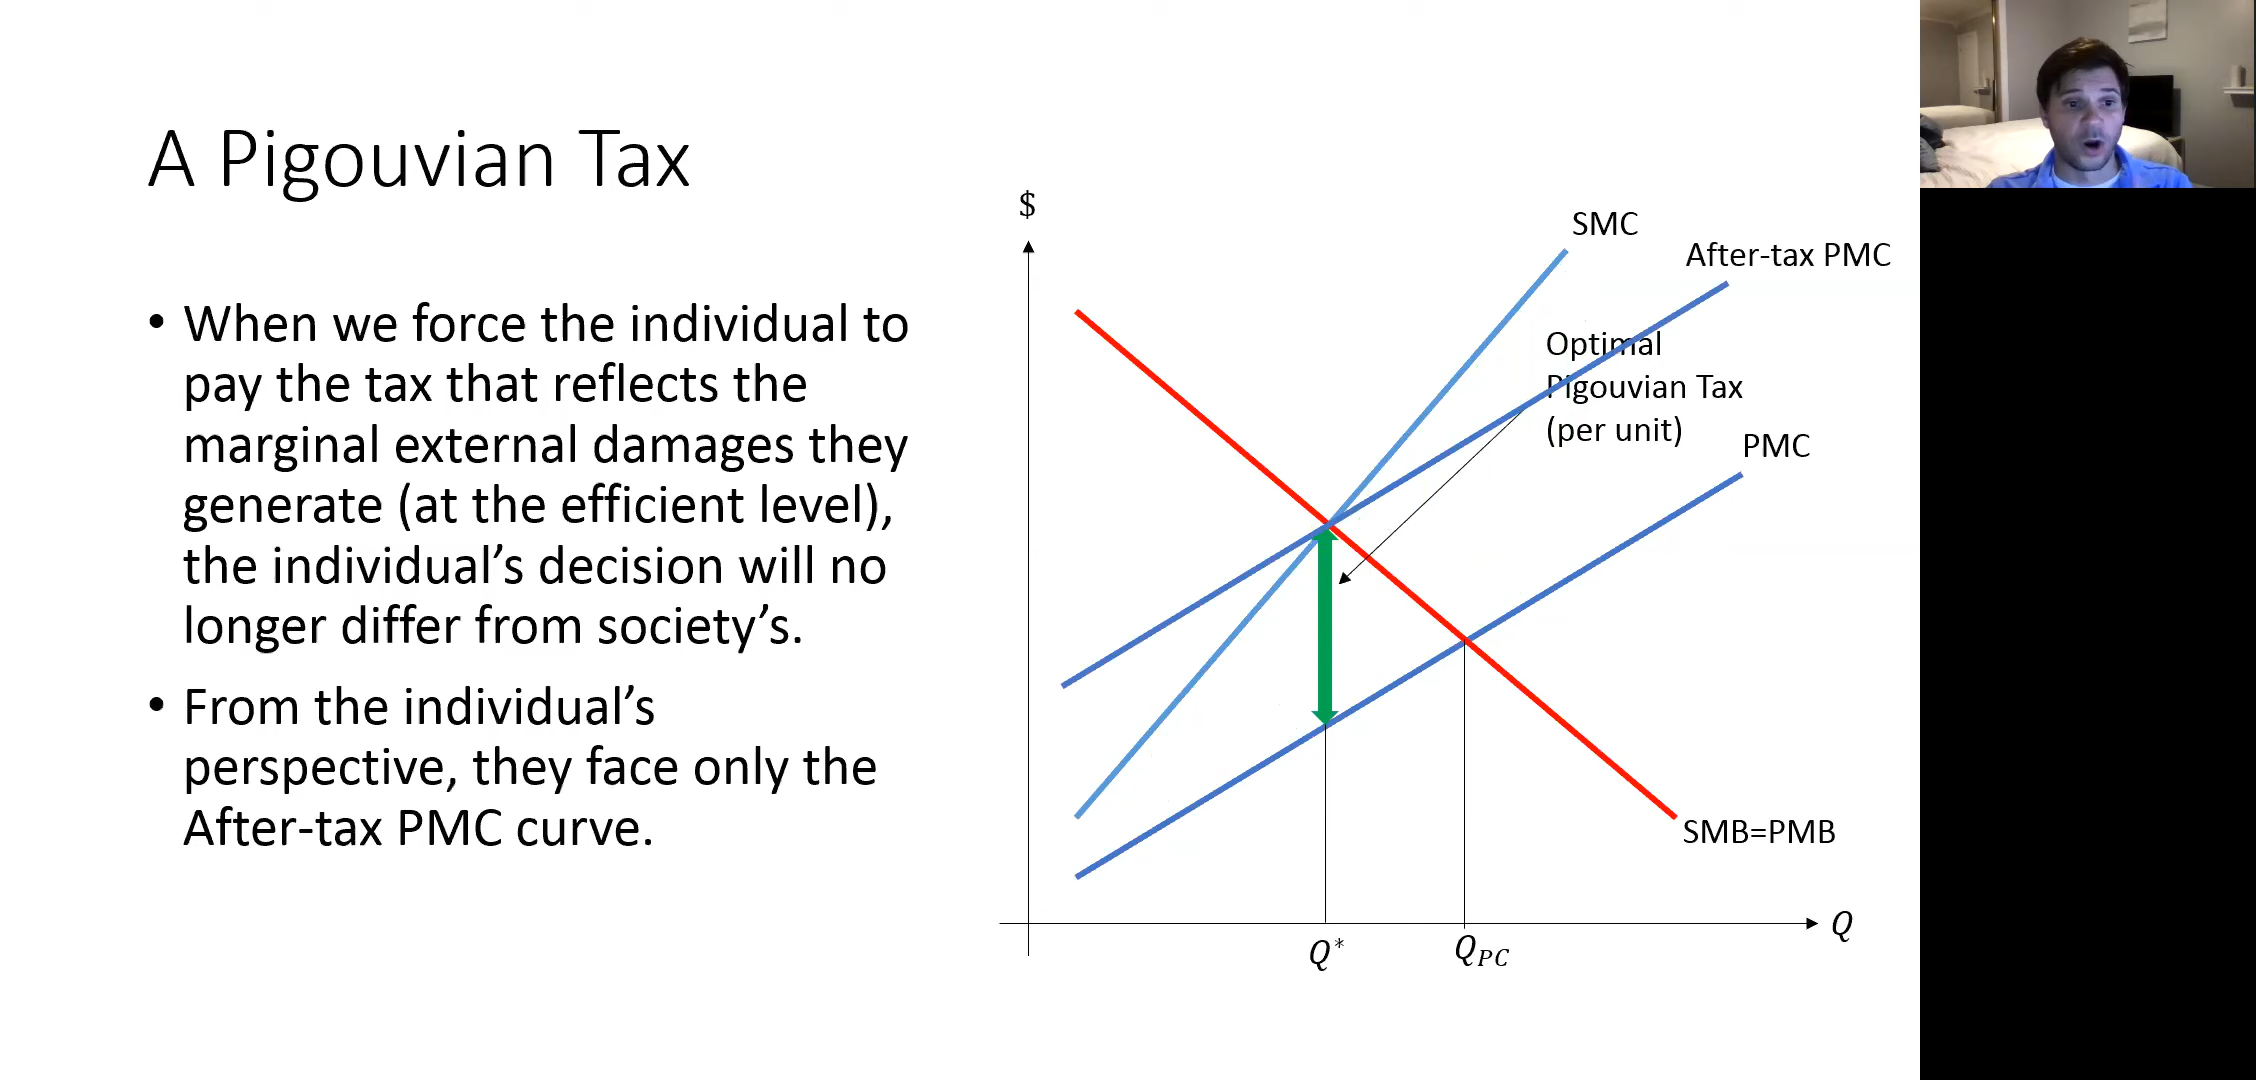 A Pigouvian Tax
• When we force the individual to
pay the tax that reflects the
marginal external damages they
generate (at the efficient level),
the individual’s decision will no
longer differ from society’s.
• From the individual’s
perspective, they face only the
After-tax PMC curve.
$
SMC
After-tax PMC
Optimal
Pigouvian Tax
(per unit)
PMC
SMB=PMB
Q
Q*
Q_PC